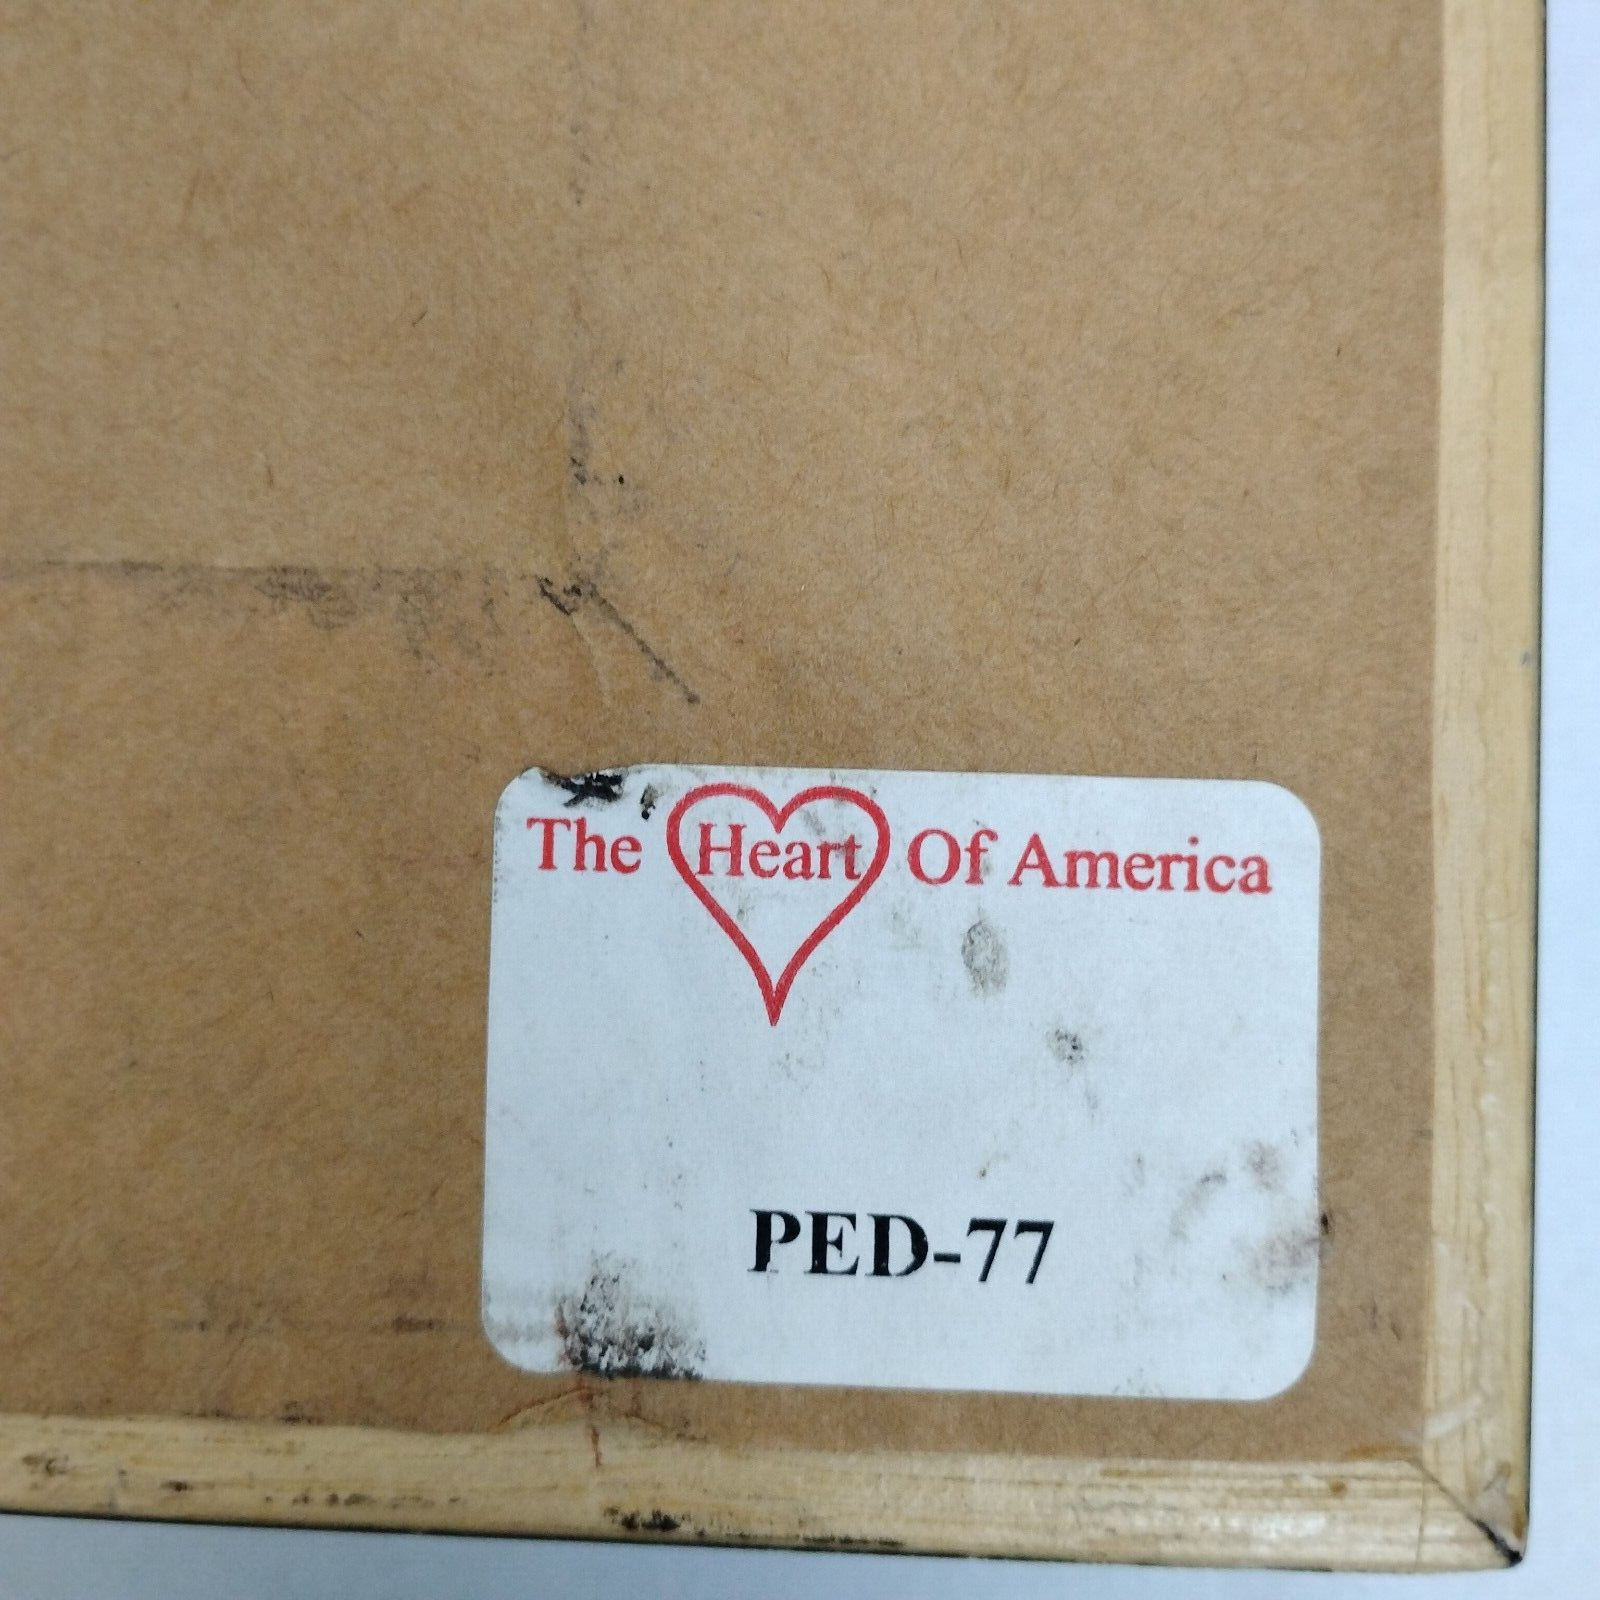 The Heart Of America
PED-77